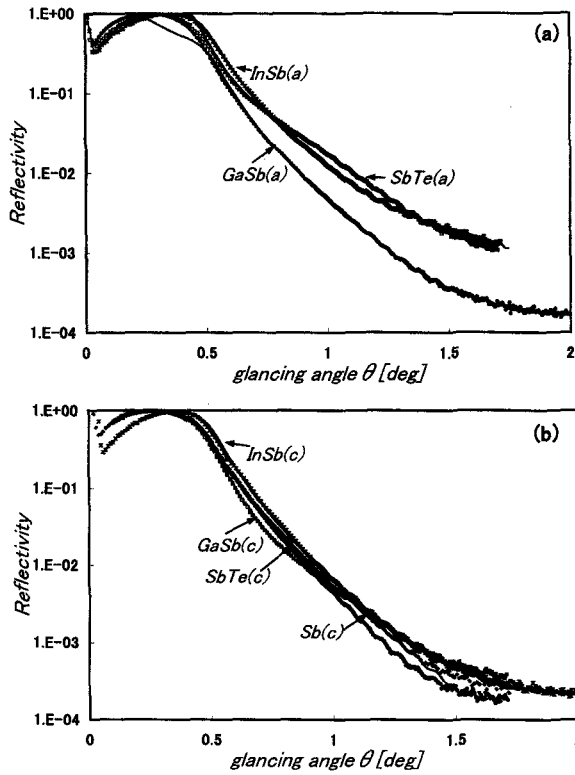 (a)
1.E+00
1.E-01
1.E-02
1.E-03
1.E-04
Reflectivity
InSb(a)
GaSb(a)
SbTe(a)
0 0.5 1 1.5 2
glancing angle θ [deg]
(b)
1.E+00
1.E-01
1.E-02
1.E-03
1.E-04
Reflectivity
InSb(c)
GaSb(c)
SbTe(c)
Sb(c)
0 0.5 1 1.5 2
glancing angle θ [deg]